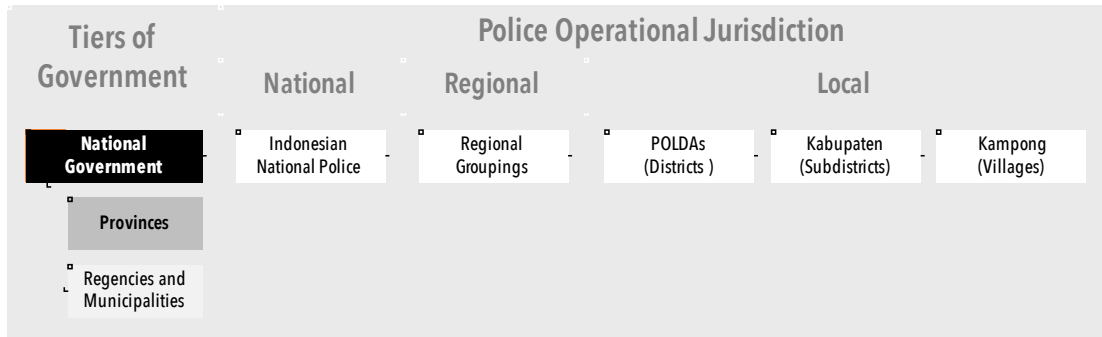 Tiers of
Government
Police Operational Jurisdiction
National
Regional
Local
National
Government
Indonesian
National Police
Regional
Groupings
POLDAs
(Districts )
Kabupaten
(Subdistricts)
Kampong
(Villages)
Provinces
Regencies and
Municipalities